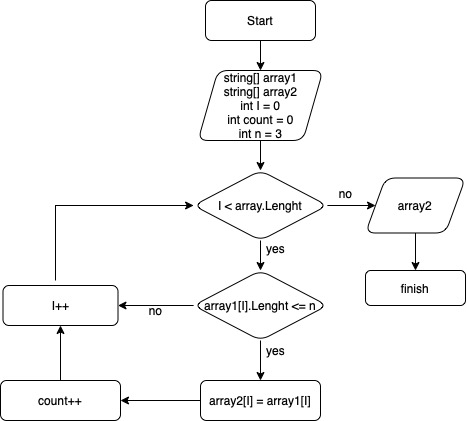 Start
string[] array1
string[] array2
int I = 0
int count = 0
int n = 3
I < array.Lenght
no
array2
yes
finish
I++
no
array1[I].Lenght <= n
yes
count++
array2[I] = array1[I]